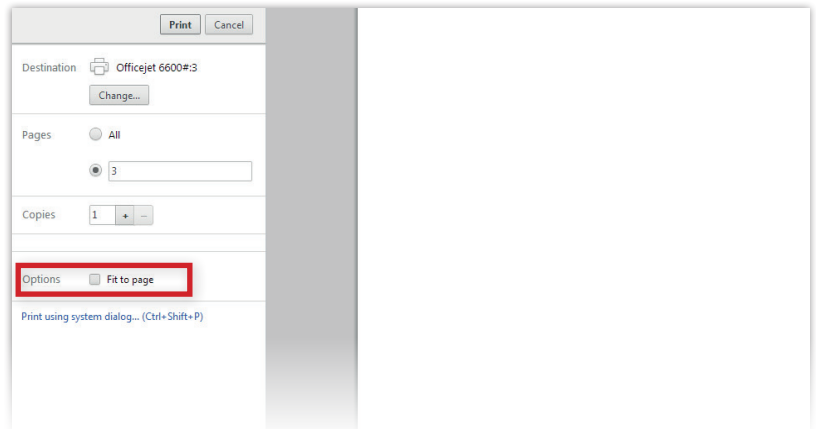 Print Cancel
Destination Officejet 6600#:3
Change...
Pages All
3
Copies 1 + –
Options Fit to page
Print using system dialog... (Ctrl+Shift+P)